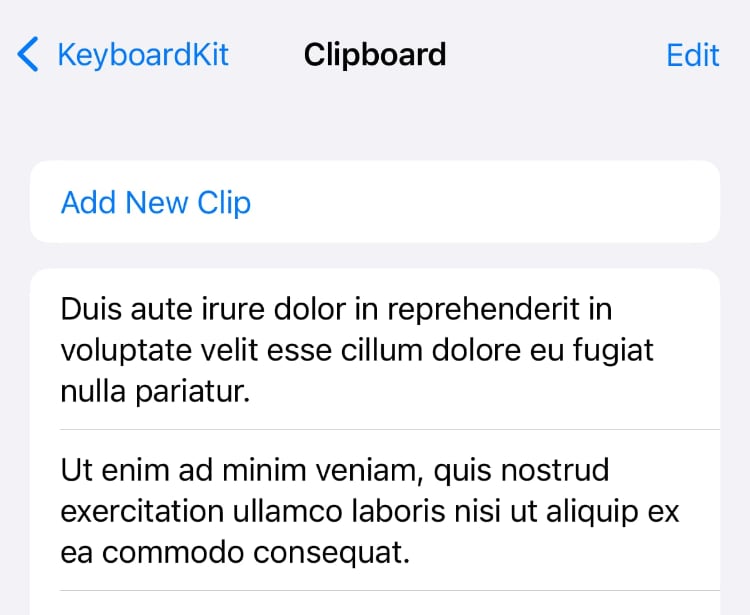 KeyboardKit Clipboard Edit
Add New Clip
Duis aute irure dolor in reprehenderit in
voluptate velit esse cillum dolore eu fugiat
nulla pariatur.
Ut enim ad minim veniam, quis nostrud
exercitation ullamco laboris nisi ut aliquip ex
ea commodo consequat.